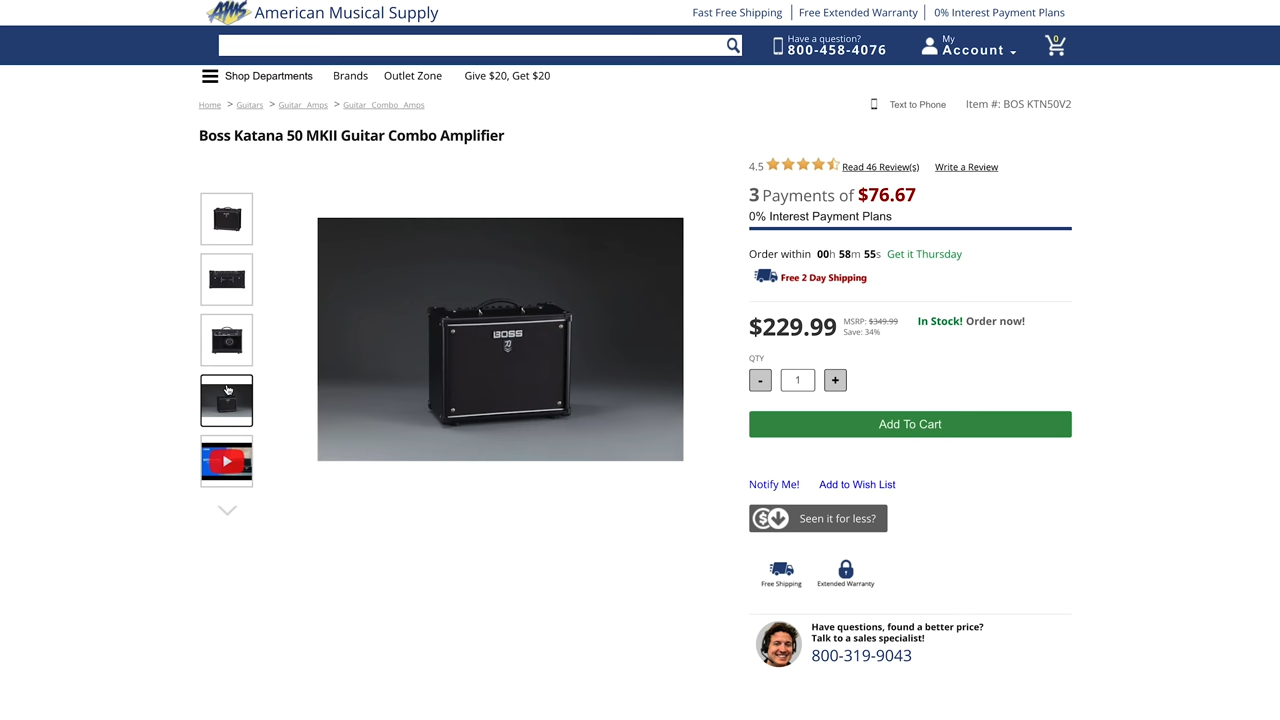 AMS American Musical Supply
Fast Free Shipping Free Extended Warranty 0% Interest Payment Plans
Have a question?
800-458-4076
My
Account
0
Shop Departments Brands Outlet Zone Give $20, Get $20
Home > Guitars > Guitar Amps > Guitar Combo Amps
Text to Phone Item #: BOS KTN50V2
Boss Katana 50 MKII Guitar Combo Amplifier
4.5 Read 46 Review(s) Write a Review
3 Payments of $76.67
0% Interest Payment Plans
Order within 00h 58m 55s Get it Thursday
Free 2 Day Shipping
BOSS
$229.99 MSRP: $349.99
Save: 34%
In Stock! Order now!
QTY
- 1 +
Add To Cart
Notify Me! Add to Wish List
$ Seen it for less?
Free Shipping Extended Warranty
Have questions, found a better price?
Talk to a sales specialist!
800-319-9043